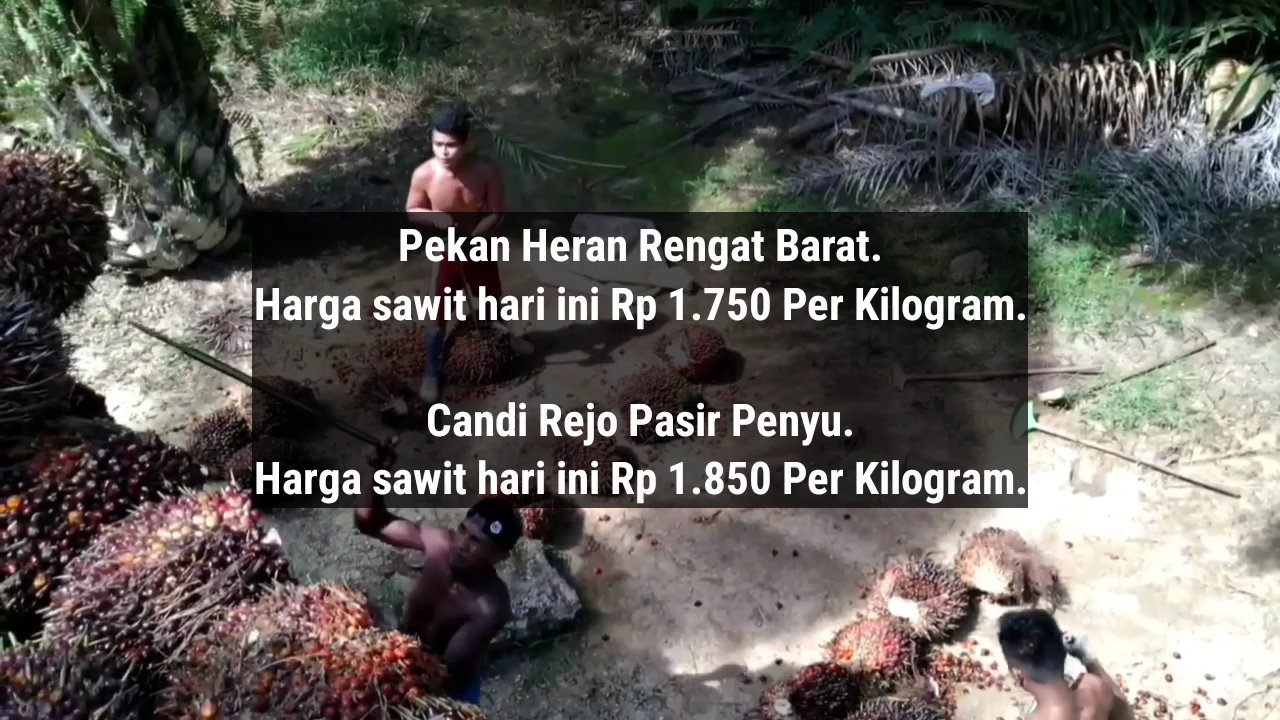 Pekan Heran Rengat Barat.
Harga sawit hari ini Rp 1.750 Per Kilogram.
Candi Rejo Pasir Penyu.
Harga sawit hari ini Rp 1.850 Per Kilogram.